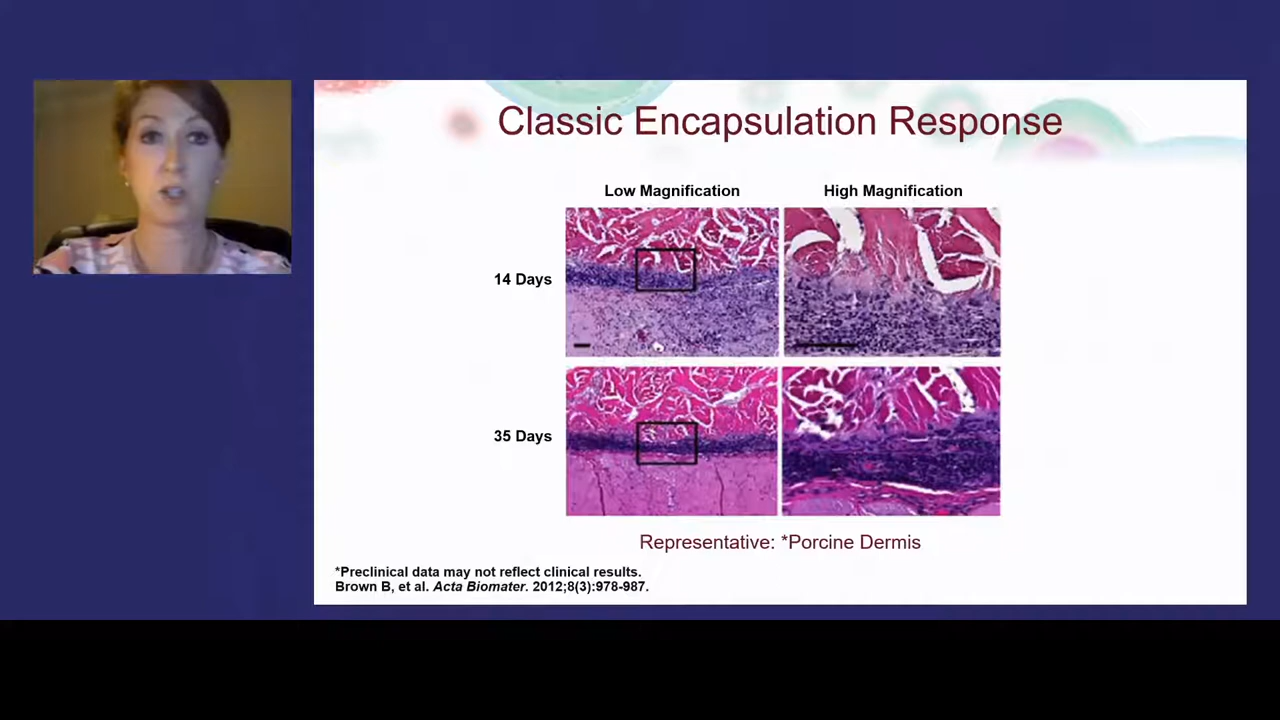 Classic Encapsulation Response
Low Magnification
High Magnification
14 Days
35 Days
Representative: *Porcine Dermis
*Preclinical data may not reflect clinical results.
Brown B, et al. Acta Biomater. 2012;8(3):978-987.